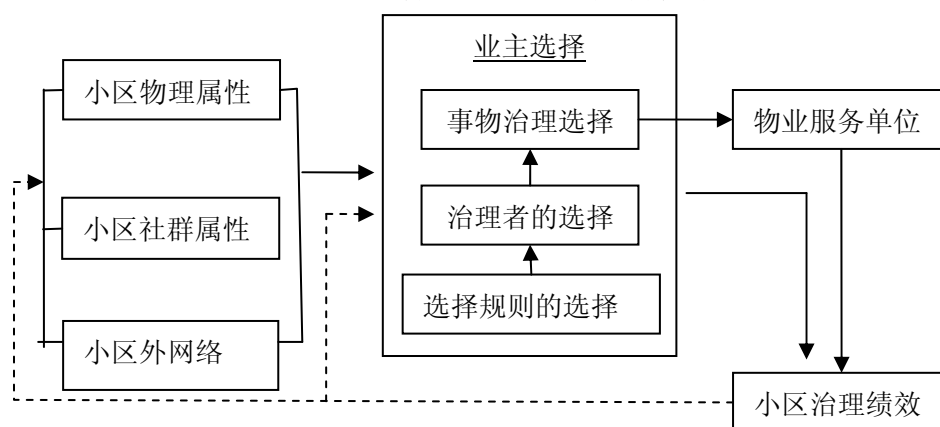 业主选择
小区物理属性
事物治理选择
物业服务单位
小区社群属性
治理者的选择
选择规则的选择
小区外网络
小区治理绩效